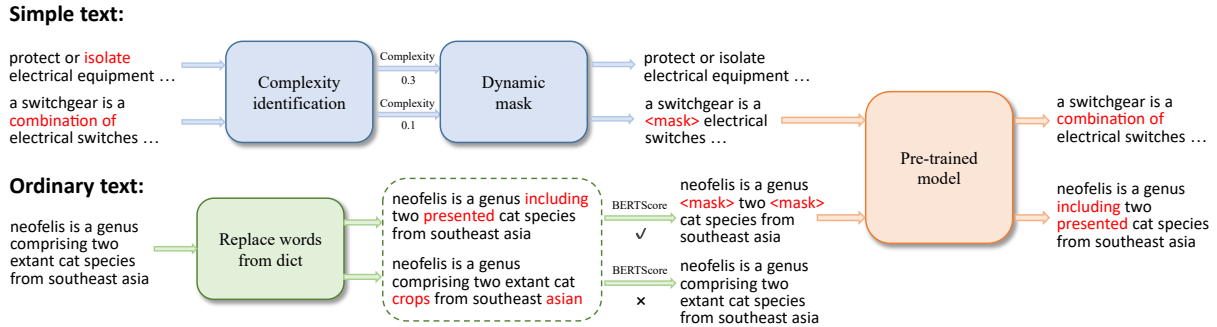 Simple text:
protect or isolate
electrical equipment …
a switchgear is a
combination of
electrical switches …
Complexity
identification
Complexity
0.3
Complexity
0.1
Dynamic
mask
protect or isolate
electrical equipment …
a switchgear is a
<mask> electrical
switches …
Pre-trained
model
a switchgear is a
combination of
electrical switches …
Ordinary text:
neofelis is a genus
comprising two
extant cat species
from southeast asia
Replace words
from dict
neofelis is a genus including
two presented cat species
from southeast asia
neofelis is a genus
comprising two extant cat
crops from southeast asian
BERTScore
✓
BERTScore
×
neofelis is a genus
<mask> two <mask>
cat species from
southeast asia
neofelis is a genus
comprising two
extant cat species
from southeast asia
neofelis is a genus
including two
presented cat species
from southeast asia